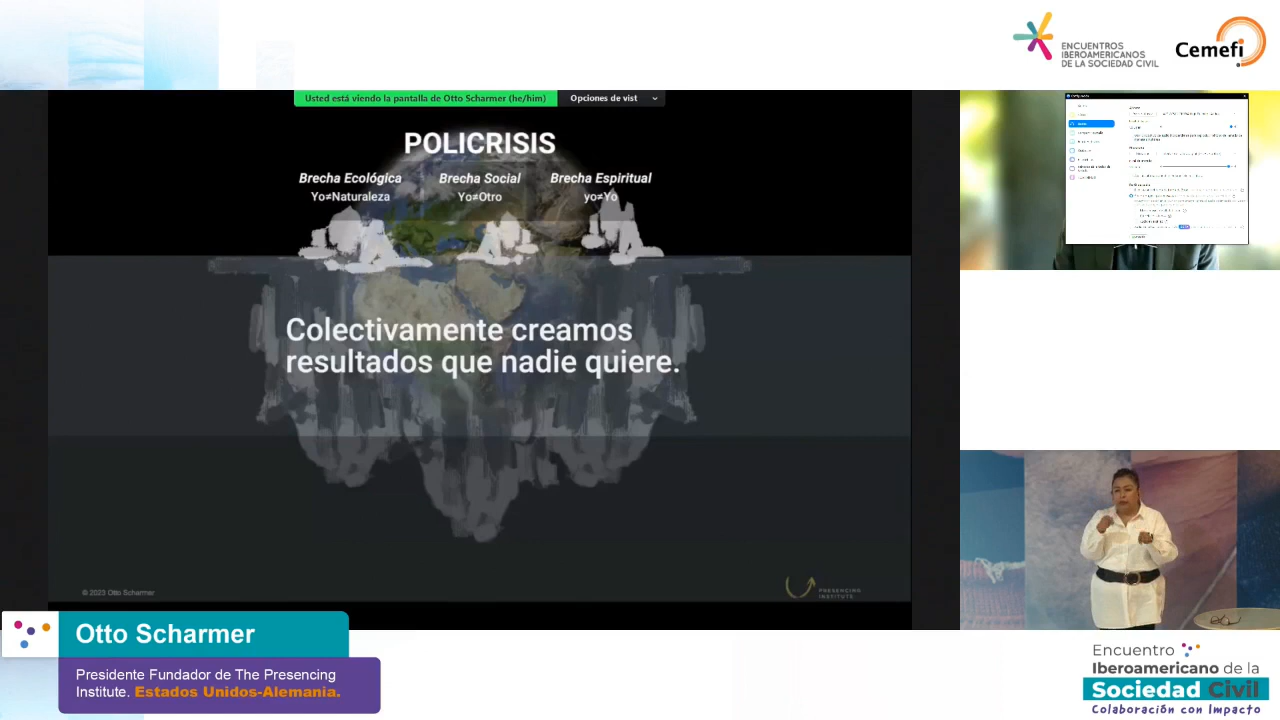 ENCUENTROS
IBEROAMERICANOS
DE LA SOCIEDAD CIVIL
Cemefi
Usted está viendo la pantalla de Otto Scharmer (he/him)
Opciones de vist
POLICRISIS
Brecha Ecológica
Brecha Social
Brecha Espiritual
Yo≠Naturaleza
Yo≠Otro
yo≠Yo
Colectivamente creamos
resultados que nadie quiere.
© 2023 Otto Scharmer
PRESENCING
INSTITUTE
Otto Scharmer
Presidente Fundador de The Presencing
Institute. Estados Unidos-Alemania.
Encuentro
Iberoamericano de la
Sociedad Civil
Colaboración con Impacto